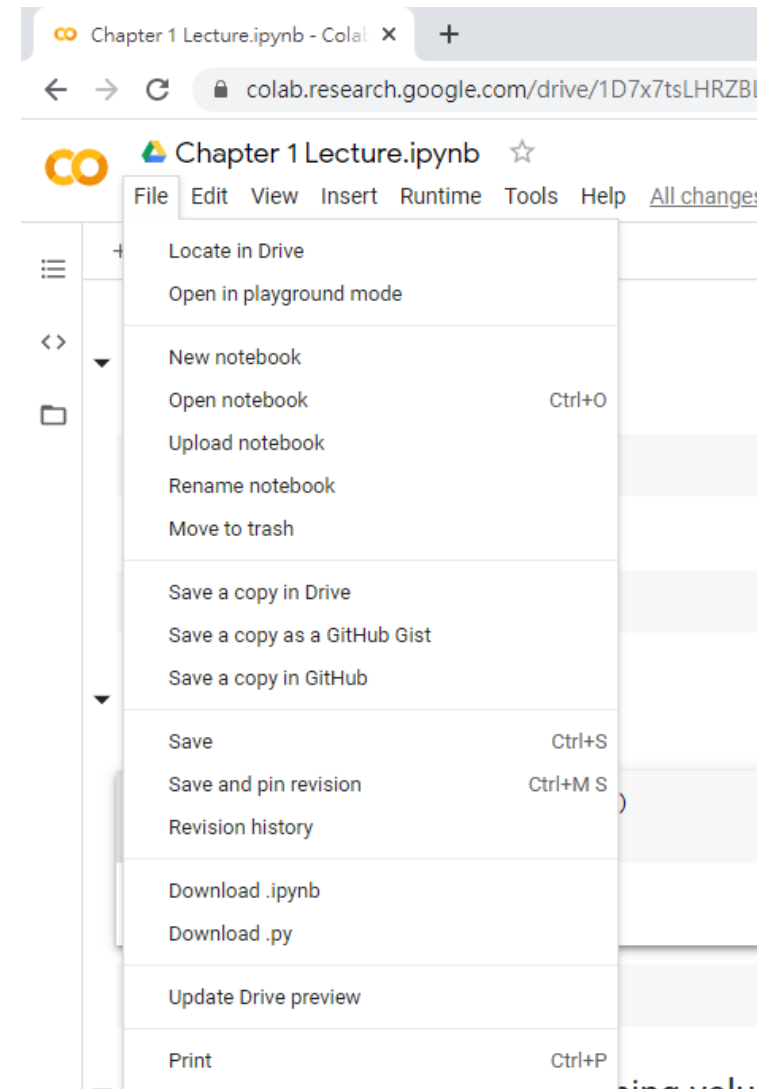 Chapter 1 Lecture.ipynb - Colab
colab.research.google.com/drive/1D7x7tsLHRZBL
Chapter 1 Lecture.ipynb
File Edit View Insert Runtime Tools Help All changes
Locate in Drive
Open in playground mode
New notebook
Open notebook Ctrl+O
Upload notebook
Rename notebook
Move to trash
Save a copy in Drive
Save a copy as a GitHub Gist
Save a copy in GitHub
Save Ctrl+S
Save and pin revision Ctrl+M S
)
Revision history
Download .ipynb
Download .py
Update Drive preview
Print Ctrl+P